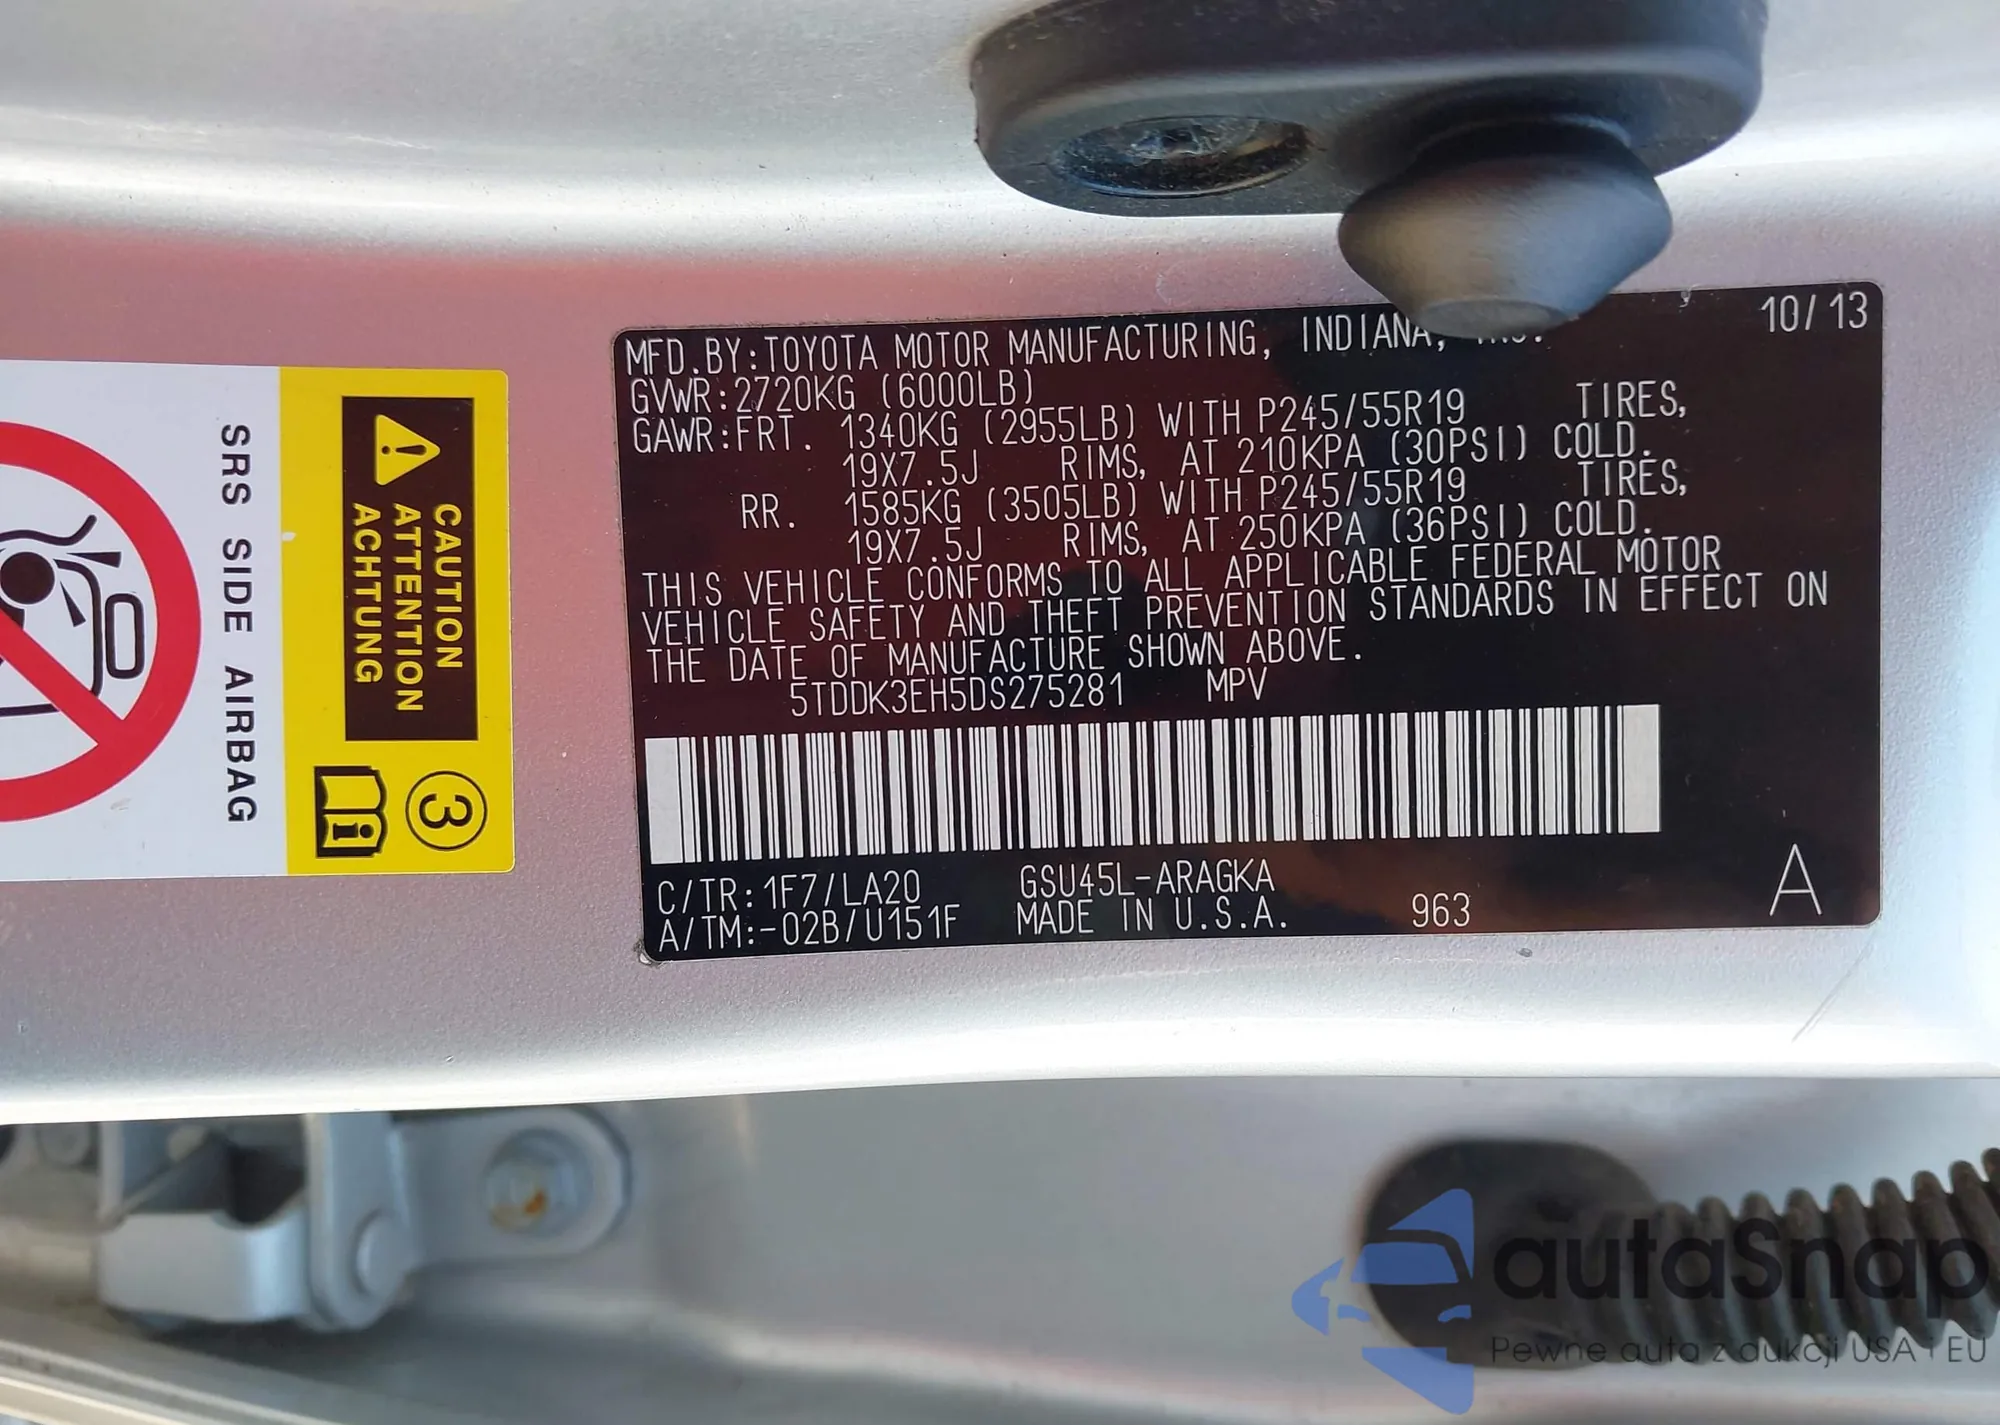 MFD.BY:TOYOTA MOTOR MANUFACTURING, INDIANA, INC. 10/13
GVWR:2720KG (6000LB)
GAWR:FRT. 1340KG (2955LB) WITH P245/55R19 TIRES,
19X7.5J RIMS, AT 210KPA (30PSI) COLD.
RR. 1585KG (3505LB) WITH P245/55R19 TIRES,
19X7.5J RIMS, AT 250KPA (36PSI) COLD.
THIS VEHICLE CONFORMS TO ALL APPLICABLE FEDERAL MOTOR
VEHICLE SAFETY AND THEFT PREVENTION STANDARDS IN EFFECT ON
THE DATE OF MANUFACTURE SHOWN ABOVE.
5TDDK3EH5DS275281 MPV
C/TR:1F7/LA20 GSU45L-ARAGKA
A/TM:-02B/U151F MADE IN U.S.A. 963 A
CAUTION
ATTENTION
ACHTUNG
3
i
SRS SIDE AIRBAG
autaSnap
Pewne auta z aukcji USA i EU